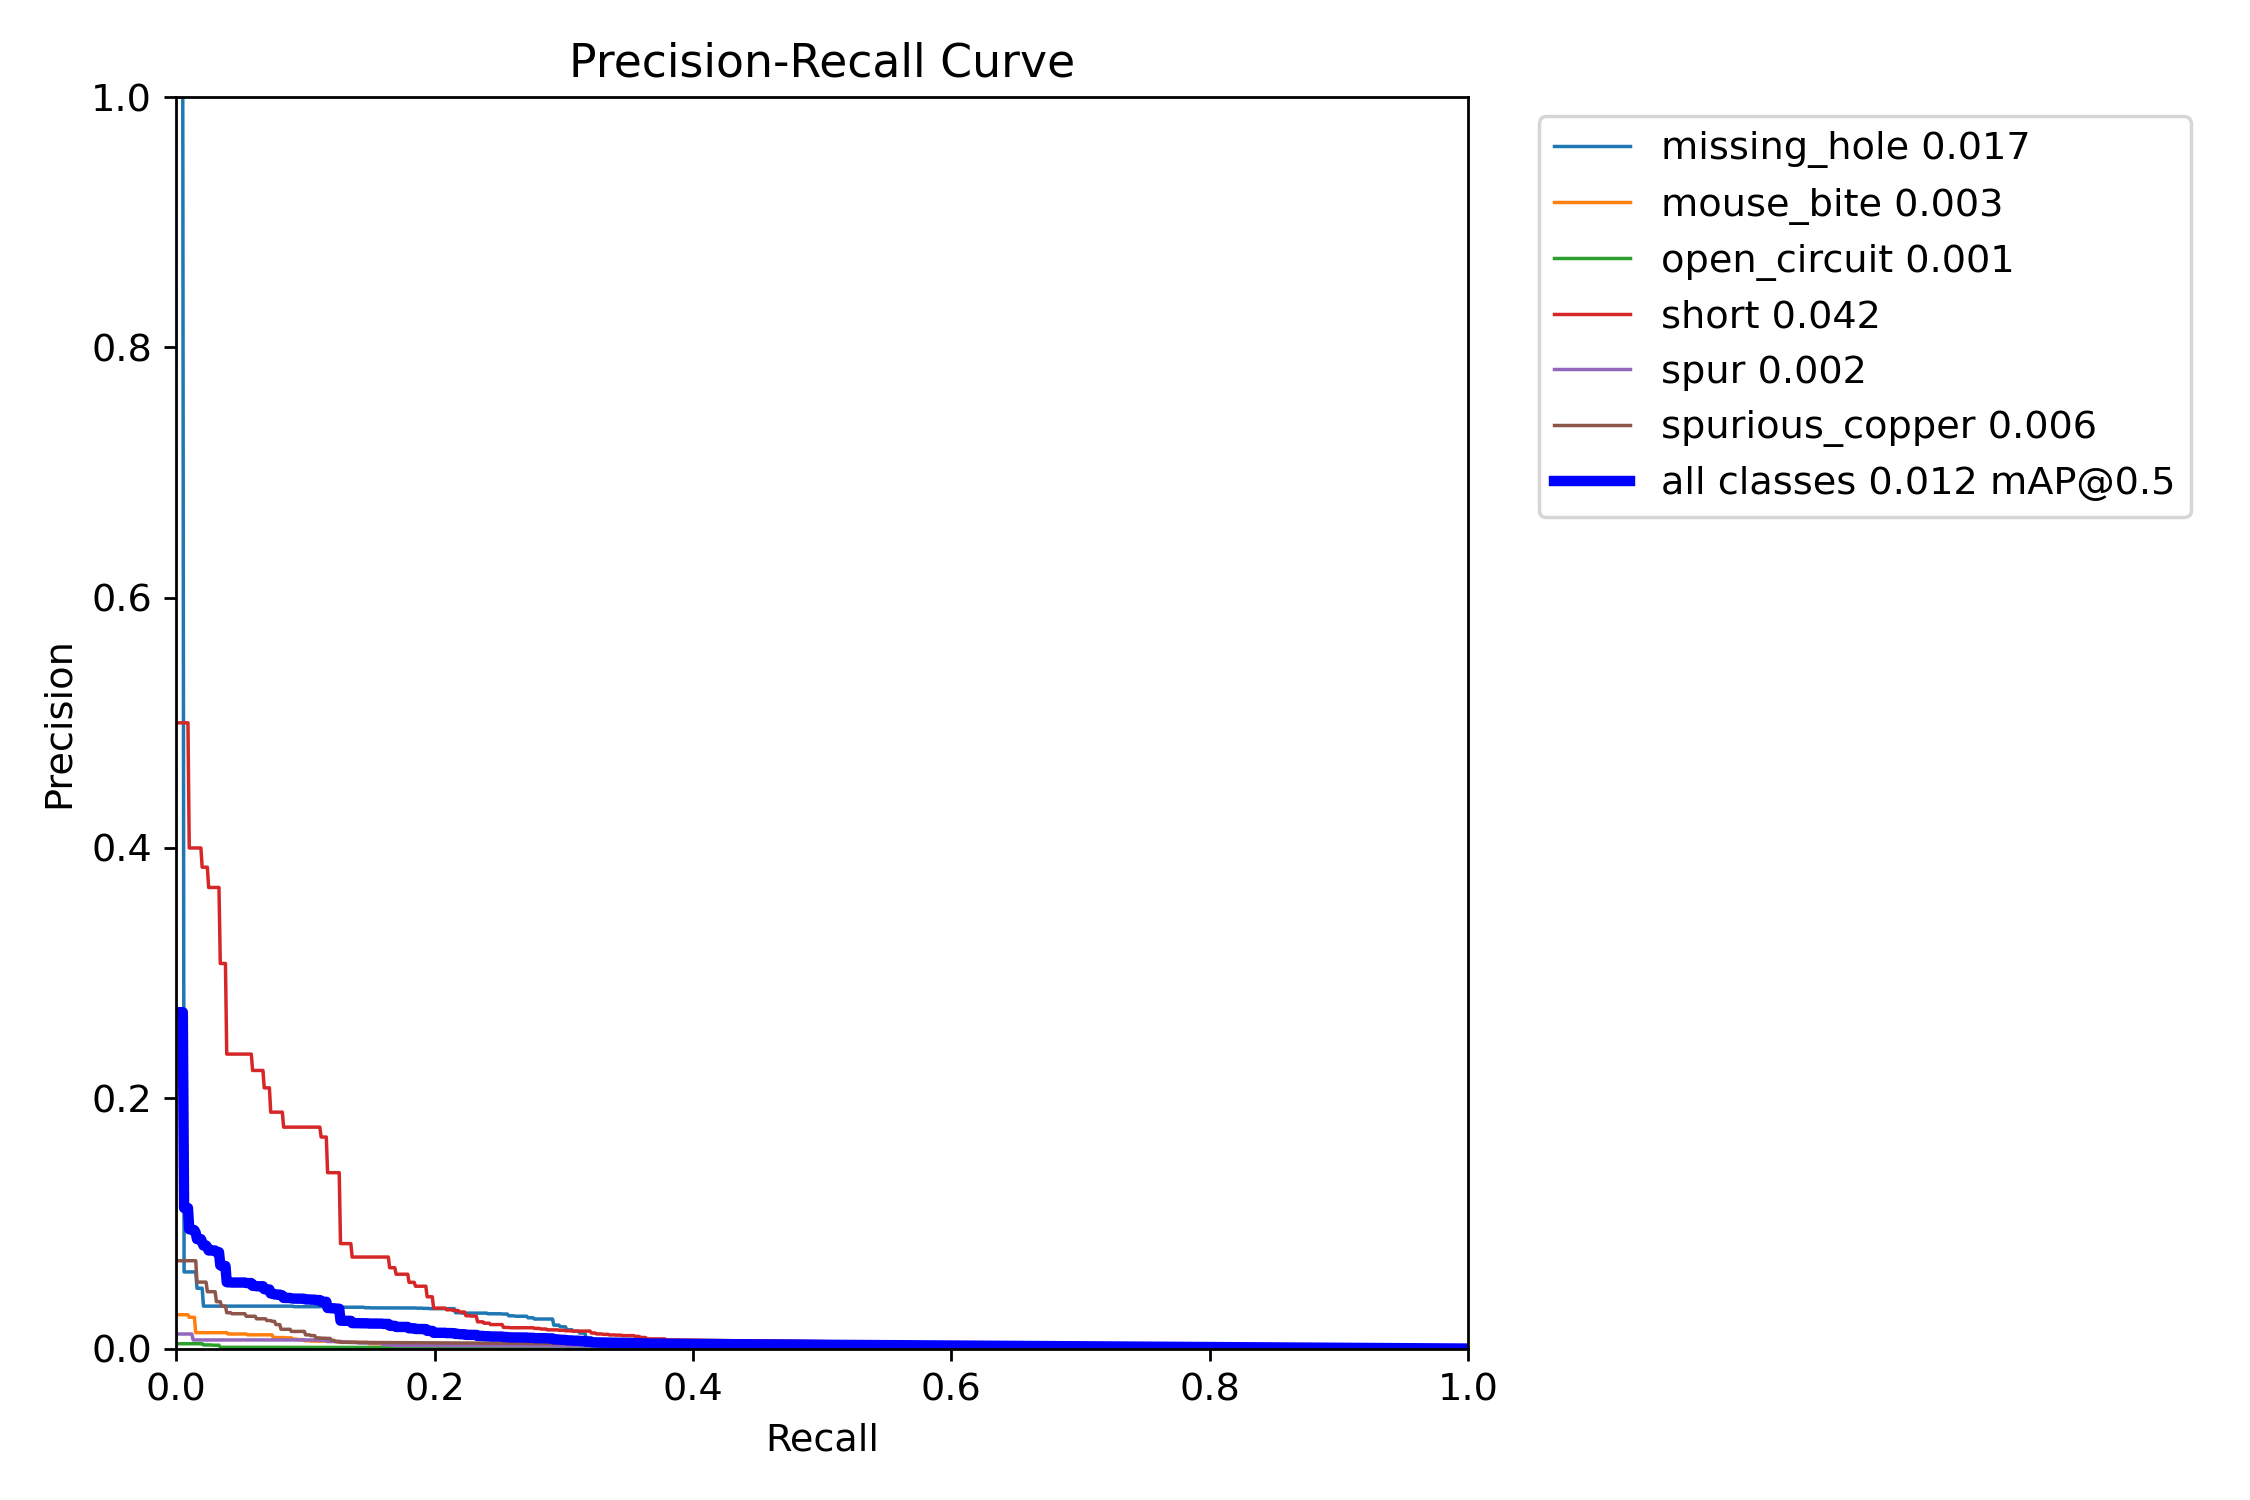 Precision-Recall Curve
1.0
0.8
0.6
0.4
0.2
0.0
Precision
0.0 0.2 0.4 0.6 0.8 1.0
Recall
missing_hole 0.017
mouse_bite 0.003
open_circuit 0.001
short 0.042
spur 0.002
spurious_copper 0.006
all classes 0.012 mAP@0.5